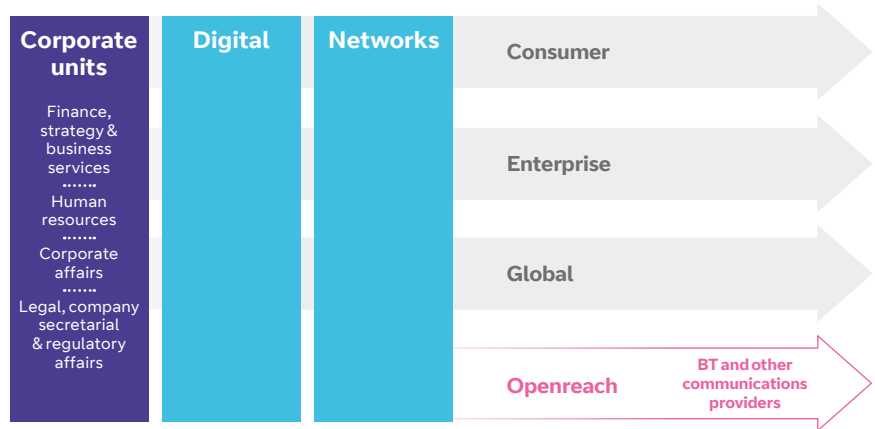 Corporate
units
Finance,
strategy &
business
services
Human
resources
Corporate
affairs
Legal, company
secretarial
& regulatory
affairs
Digital
Networks
Consumer
Enterprise
Global
Openreach
BT and other
communications
providers